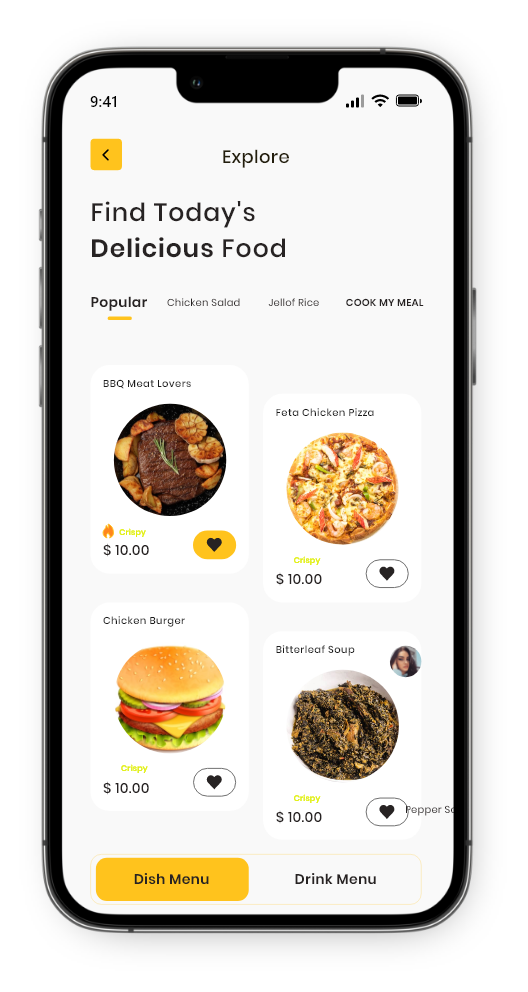 9:41
Explore
Find Today's
Delicious Food
Popular Chicken Salad Jellof Rice COOK MY MEAL
BBQ Meat Lovers
Crispy
$ 10.00
Feta Chicken Pizza
Crispy
$ 10.00
Chicken Burger
Crispy
$ 10.00
Bitterleaf Soup
Crispy
$ 10.00
Pepper
Dish Menu Drink Menu